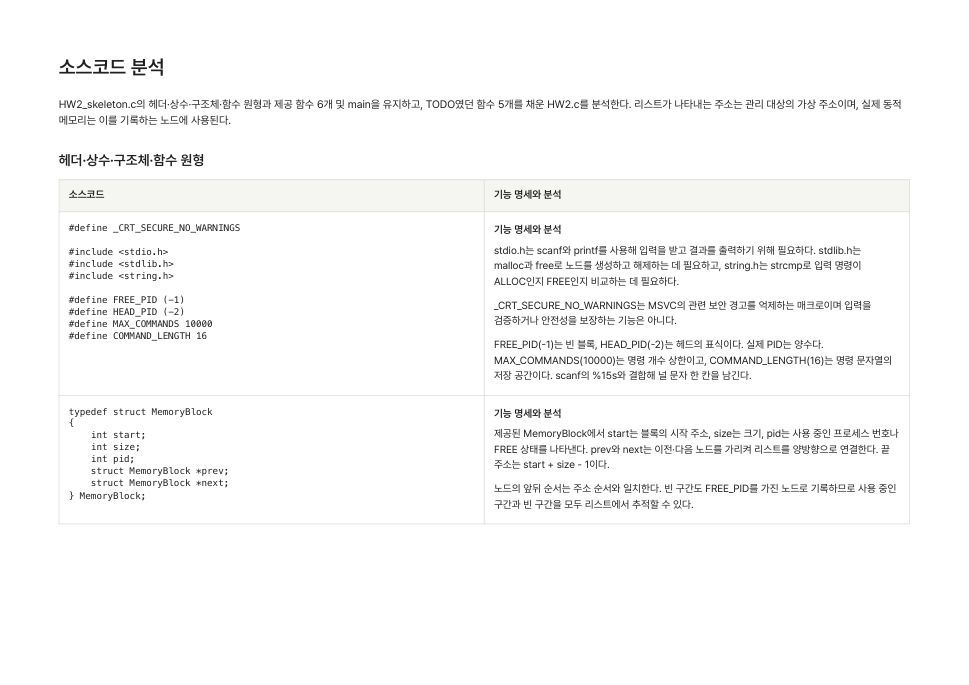 소스코드 분석
HW2_skeleton.c의 헤더·상수·구조체·함수 원형과 제공 함수 6개 및 main을 유지하고, TODO였던 함수 5개를 채운 HW2.c를 분석한다. 리스트가 나타내는 주소는 관리 대상의 가상 주소이며, 실제 동적
메모리는 이를 기록하는 노드에 사용된다.
헤더·상수·구조체·함수 원형
소스코드
기능 명세와 분석
#define _CRT_SECURE_NO_WARNINGS
#include <stdio.h>
#include <stdlib.h>
#include <string.h>
#define FREE_PID (-1)
#define HEAD_PID (-2)
#define MAX_COMMANDS 10000
#define COMMAND_LENGTH 16
기능 명세와 분석
stdio.h는 scanf와 printf를 사용해 입력을 받고 결과를 출력하기 위해 필요하다. stdlib.h는
malloc과 free로 노드를 생성하고 해제하는 데 필요하고, string.h는 strcmp로 입력 명령이
ALLOC인지 FREE인지 비교하는 데 필요하다.
_CRT_SECURE_NO_WARNINGS는 MSVC의 관련 보안 경고를 억제하는 매크로이며 입력을
검증하거나 안전성을 보장하는 기능은 아니다.
FREE_PID(-1)는 빈 블록, HEAD_PID(-2)는 헤드의 표식이다. 실제 PID는 양수다.
MAX_COMMANDS(10000)는 명령 개수 상한이고, COMMAND_LENGTH(16)는 명령 문자열의
저장 공간이다. scanf의 %15s와 결합해 널 문자 한 칸을 남긴다.
typedef struct MemoryBlock
{
    int start;
    int size;
    int pid;
    struct MemoryBlock *prev;
    struct MemoryBlock *next;
} MemoryBlock;
기능 명세와 분석
제공된 MemoryBlock에서 start는 블록의 시작 주소, size는 크기, pid는 사용 중인 프로세스 번호나
FREE 상태를 나타낸다. prev와 next는 이전·다음 노드를 가리켜 리스트를 양방향으로 연결한다. 끝
주소는 start + size - 1이다.
노드의 앞뒤 순서는 주소 순서와 일치한다. 빈 구간도 FREE_PID를 가진 노드로 기록하므로 사용 중인
구간과 빈 구간을 모두 리스트에서 추적할 수 있다.